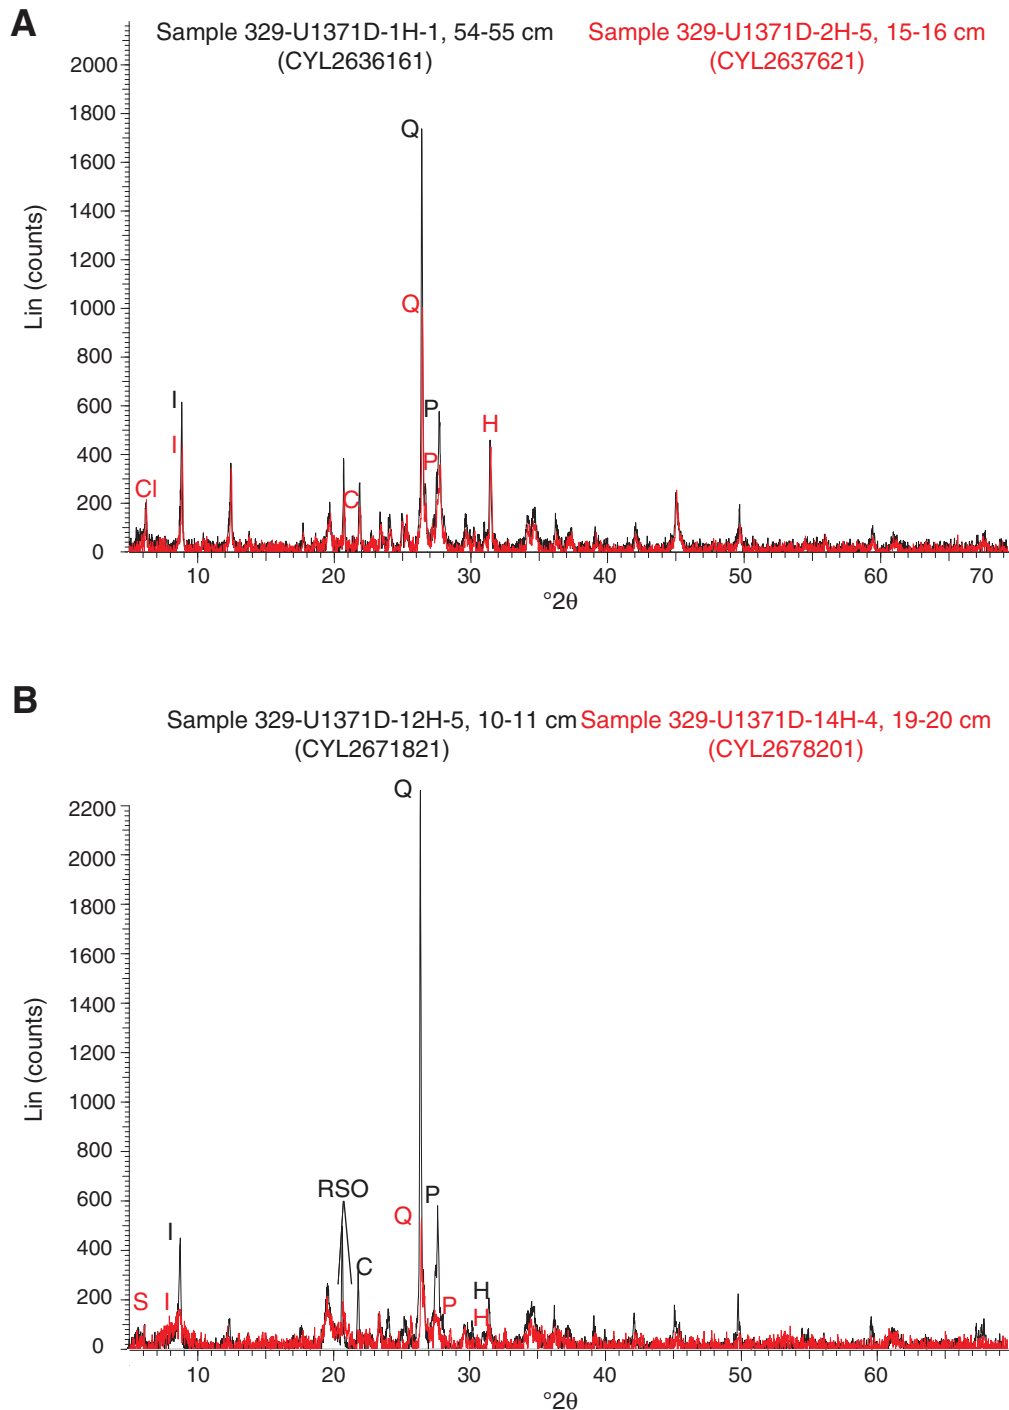 A
Sample 329-U1371D-1H-1, 54-55 cm
(CYL2636161)
Sample 329-U1371D-2H-5, 15-16 cm
(CYL2637621)
Lin (counts)
2000
1800
1600
1400
1200
1000
800
600
400
200
0
Q
Q
I
I
P
P
H
Cl
C
10
20
30
40
50
60
70
°2θ
B
Sample 329-U1371D-12H-5, 10-11 cm
(CYL2671821)
Sample 329-U1371D-14H-4, 19-20 cm
(CYL2678201)
Lin (counts)
2200
2000
1800
1600
1400
1200
1000
800
600
400
200
0
Q
RSO
P
Q
I
C
S
I
P
H
H
10
20
30
40
50
60
°2θ